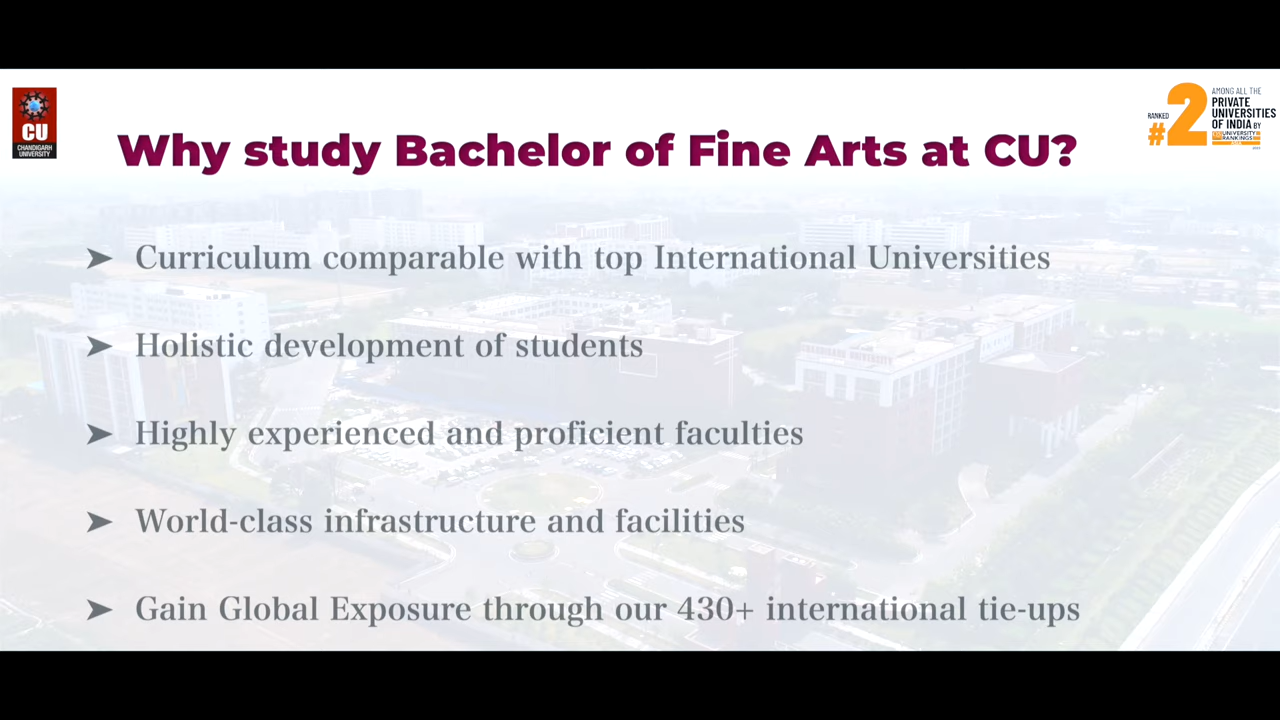 CU
CHANDIGARH
UNIVERSITY
Why study Bachelor of Fine Arts at CU?
RANKED
#2
AMONG ALL THE
PRIVATE
UNIVERSITIES
OF INDIA BY
UNIVERSITY
RANKINGS
ASIA
➤ Curriculum comparable with top International Universities
➤ Holistic development of students
➤ Highly experienced and proficient faculties
➤ World-class infrastructure and facilities
➤ Gain Global Exposure through our 430+ international tie-ups